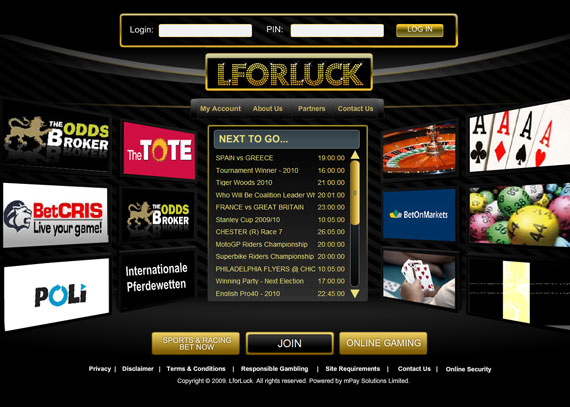 Login:
PIN:
LOG IN
LFORLUCK
My Account
About Us
Partners
Contact Us
THE ODDS BROKER
The TOTE
BetCRIS
Live your game!
THE ODDS BROKER
POLi
Internationale
Pferdewetten
NEXT TO GO...
SPAIN vs GREECE 19:00:00
Tournament Winner - 2010 16:00:00
Tiger Woods 2010 21:00:00
Who Will Be Coalition Leader Wh 20:01:00
FRANCE vs GREAT BRITAIN 23:00:00
Stanley Cup 2009/10 10:05:00
CHESTER (R) Race 7 26:05:00
MotoGP Riders Championship 20:00:00
Superbike Riders Championship 20:00:00
PHILADELPHIA FLYERS @ CHIC 10:05:00
Winning Party - Next Election 17:00:00
English Pro40 - 2010 22:45:00
A A A A
BetOnMarkets
44
SPORTS & RACING
BET NOW
JOIN
ONLINE GAMING
Privacy | Disclaimer | Terms & Conditions | Responsible Gambling | Site Requirements | Contact Us | Online Security
Copyright © 2009. LforLuck. All rights reserved. Powered by mPay Solutions Limited.